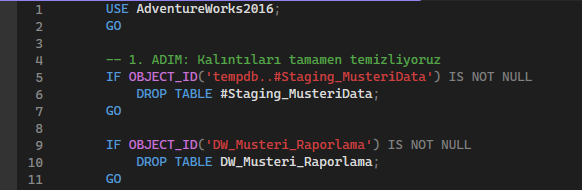 1 USE AdventureWorks2016;
2 GO
3
4 -- 1. ADIM: Kalıntıları tamamen temizliyoruz
5 IF OBJECT_ID('tempdb..#Staging_MusteriData') IS NOT NULL
6     DROP TABLE #Staging_MusteriData;
7 GO
8
9 IF OBJECT_ID('DW_Musteri_Raporlama') IS NOT NULL
10     DROP TABLE DW_Musteri_Raporlama;
11 GO